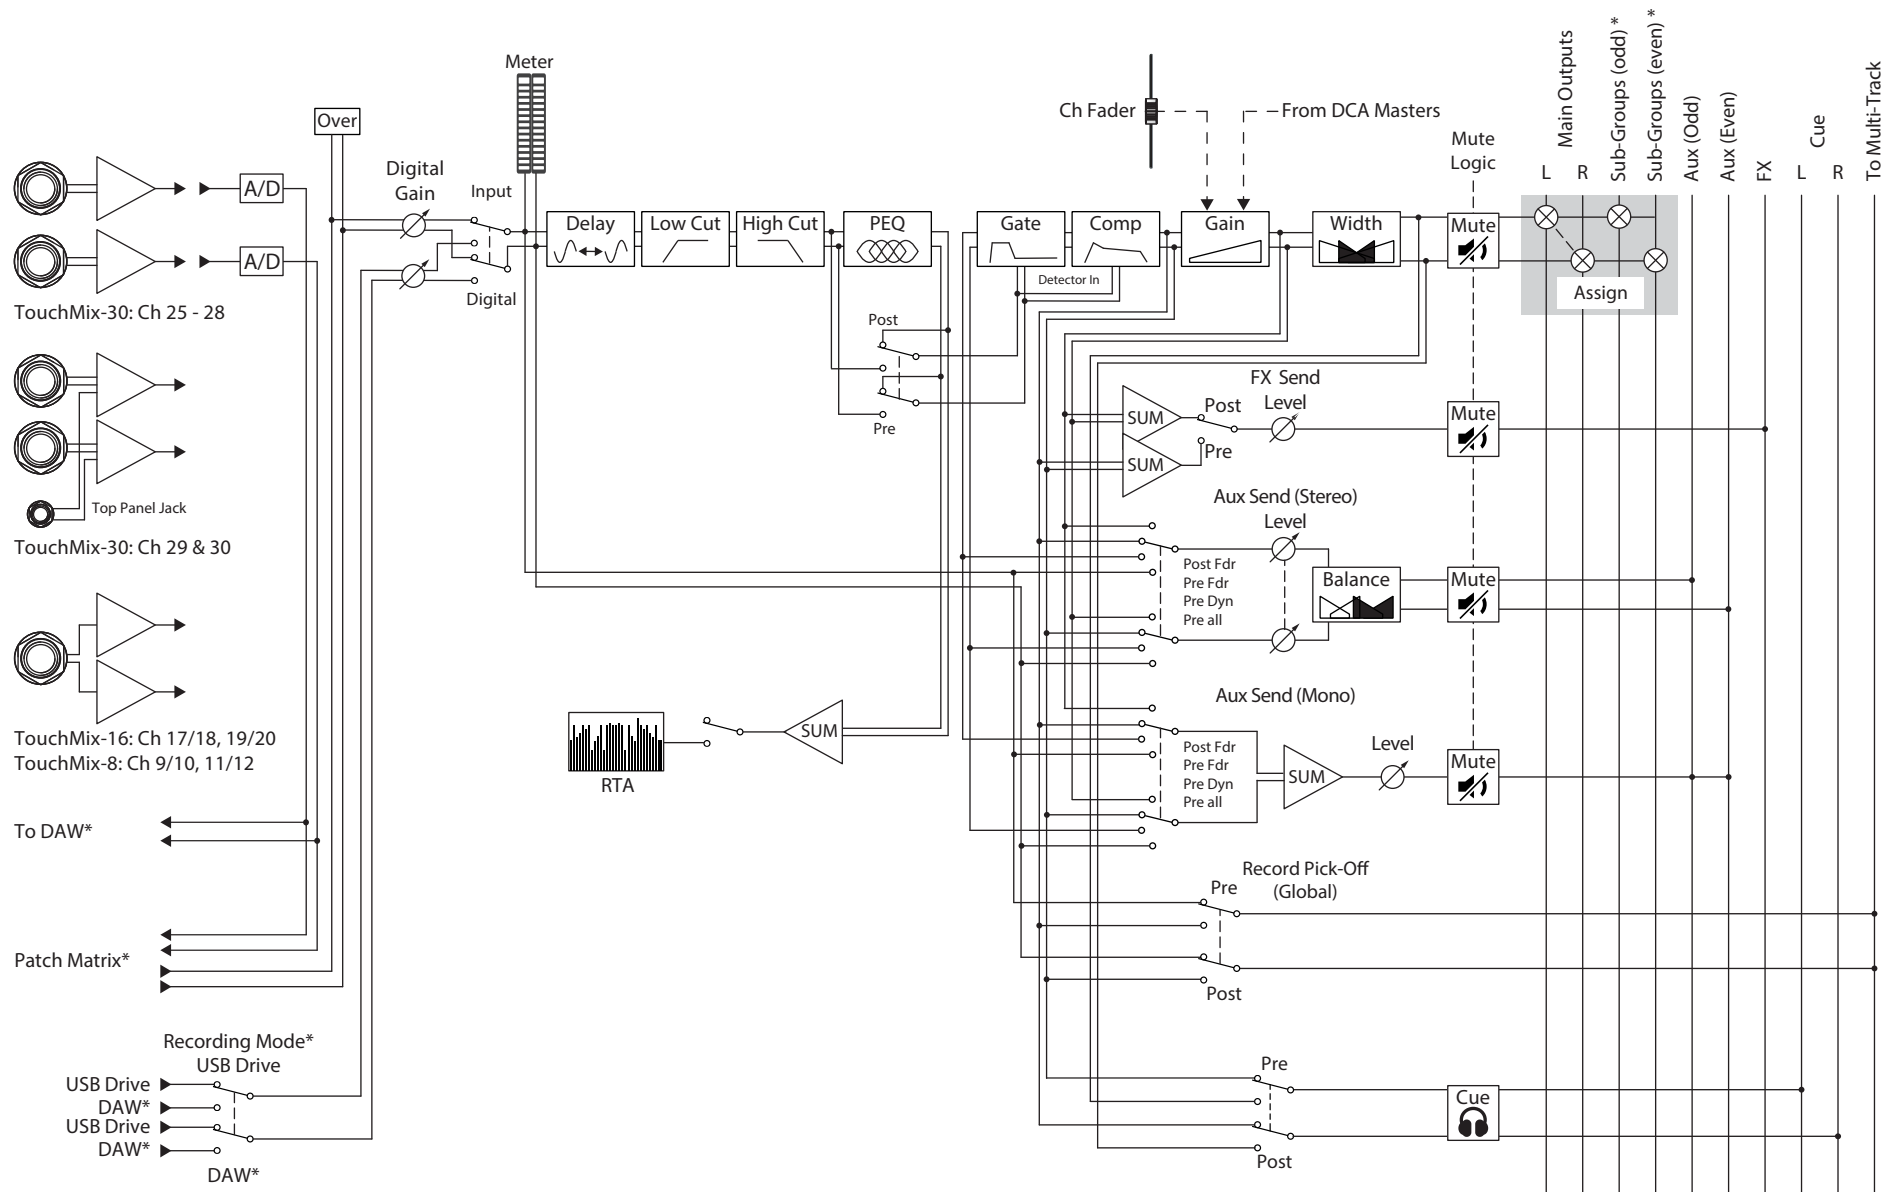 Meter
Over
Ch Fader
From DCA Masters
Mute
Logic
Main Outputs
L
R
Sub-Groups (odd) *
Sub-Groups (even) *
Aux (Odd)
Aux (Even)
FX
Cue
L
R
To Multi-Track
A/D
A/D
Digital
Gain
Input
Digital
Delay
Low Cut
High Cut
PEQ
Gate
Comp
Gain
Width
Mute
Assign
Detector In
TouchMix-30: Ch 25 - 28
Post
Pre
FX Send
Level
SUM
Post
SUM
Pre
Mute
Top Panel Jack
TouchMix-30: Ch 29 & 30
Aux Send (Stereo)
Level
Post Fdr
Pre Fdr
Pre Dyn
Pre all
Balance
Mute
TouchMix-16: Ch 17/18, 19/20
TouchMix-8: Ch 9/10, 11/12
RTA
SUM
Aux Send (Mono)
Post Fdr
Pre Fdr
Pre Dyn
Pre all
SUM
Level
Mute
To DAW*
Record Pick-Off
(Global)
Pre
Post
Patch Matrix*
Recording Mode*
USB Drive
USB Drive
DAW*
USB Drive
DAW*
DAW*
Pre
Post
Cue